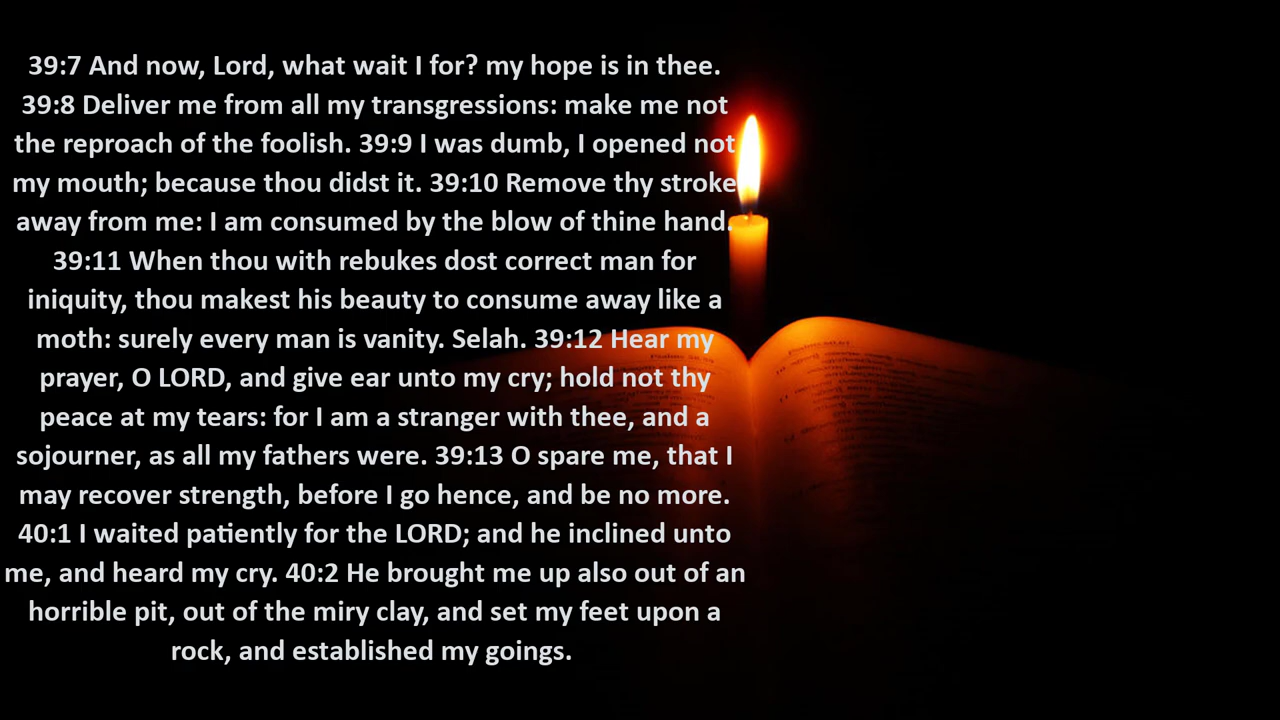 39:7 And now, Lord, what wait I for? my hope is in thee.
39:8 Deliver me from all my transgressions: make me not
the reproach of the foolish. 39:9 I was dumb, I opened not
my mouth; because thou didst it. 39:10 Remove thy stroke
away from me: I am consumed by the blow of thine hand.
39:11 When thou with rebukes dost correct man for
iniquity, thou makest his beauty to consume away like a
moth: surely every man is vanity. Selah. 39:12 Hear my
prayer, O LORD, and give ear unto my cry; hold not thy
peace at my tears: for I am a stranger with thee, and a
sojourner, as all my fathers were. 39:13 O spare me, that I
may recover strength, before I go hence, and be no more.
40:1 I waited patiently for the LORD; and he inclined unto
me, and heard my cry. 40:2 He brought me up also out of an
horrible pit, out of the miry clay, and set my feet upon a
rock, and established my goings.